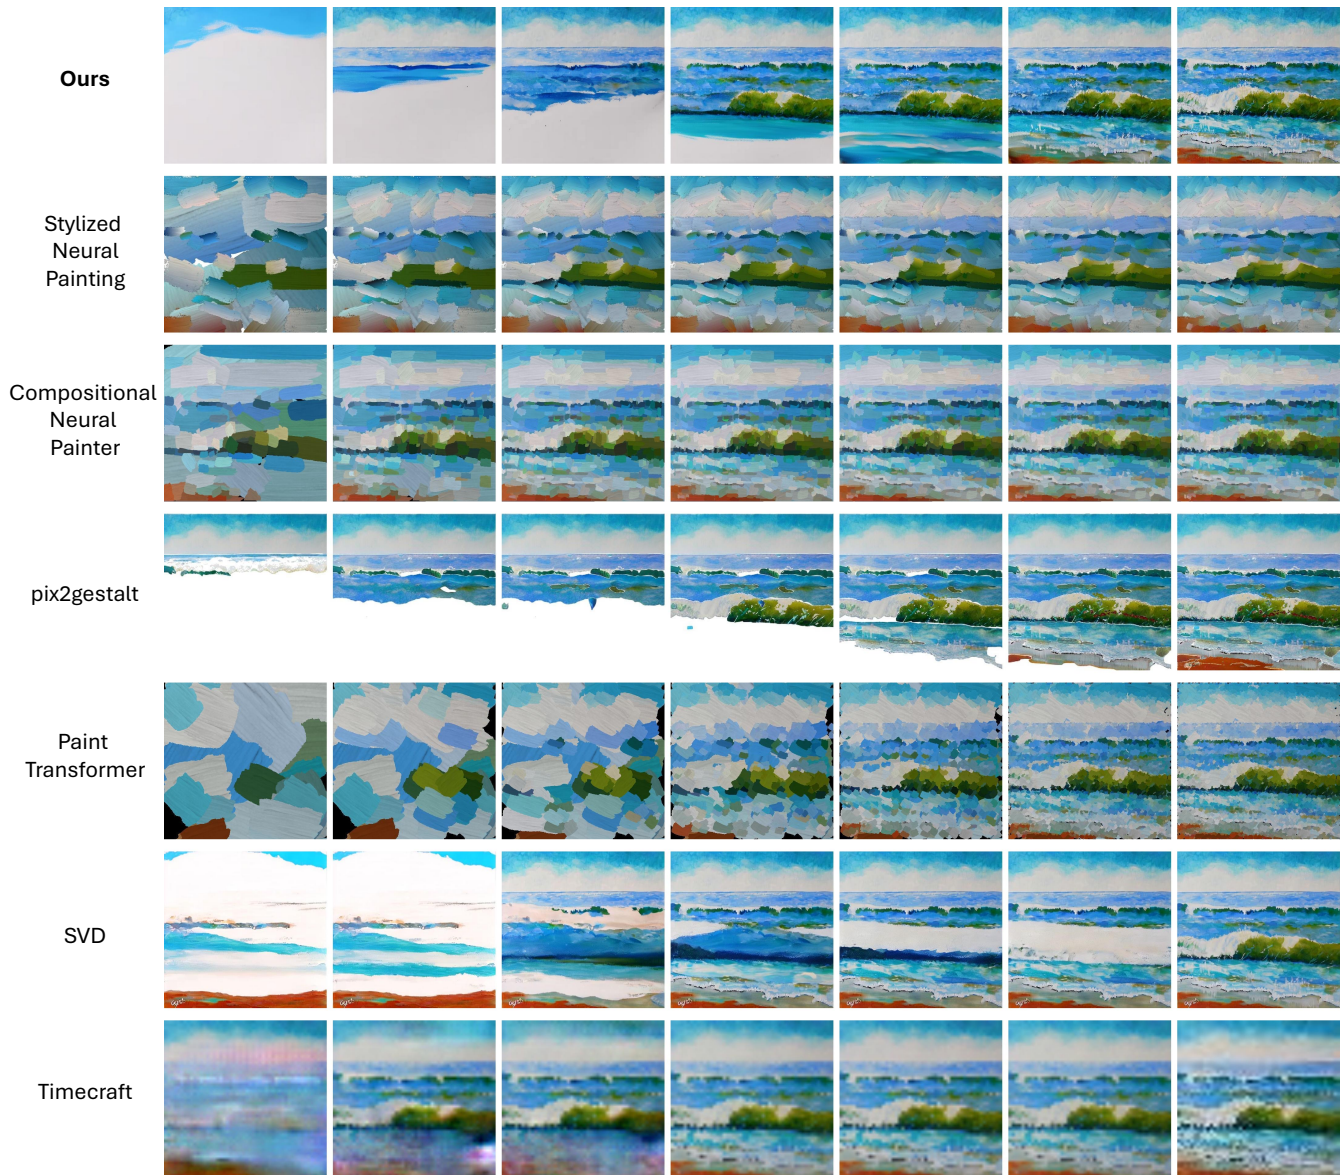 Ours
Stylized
Neural
Painting
Compositional
Neural
Painter
pix2gestalt
Paint
Transformer
SVD
Timecraft